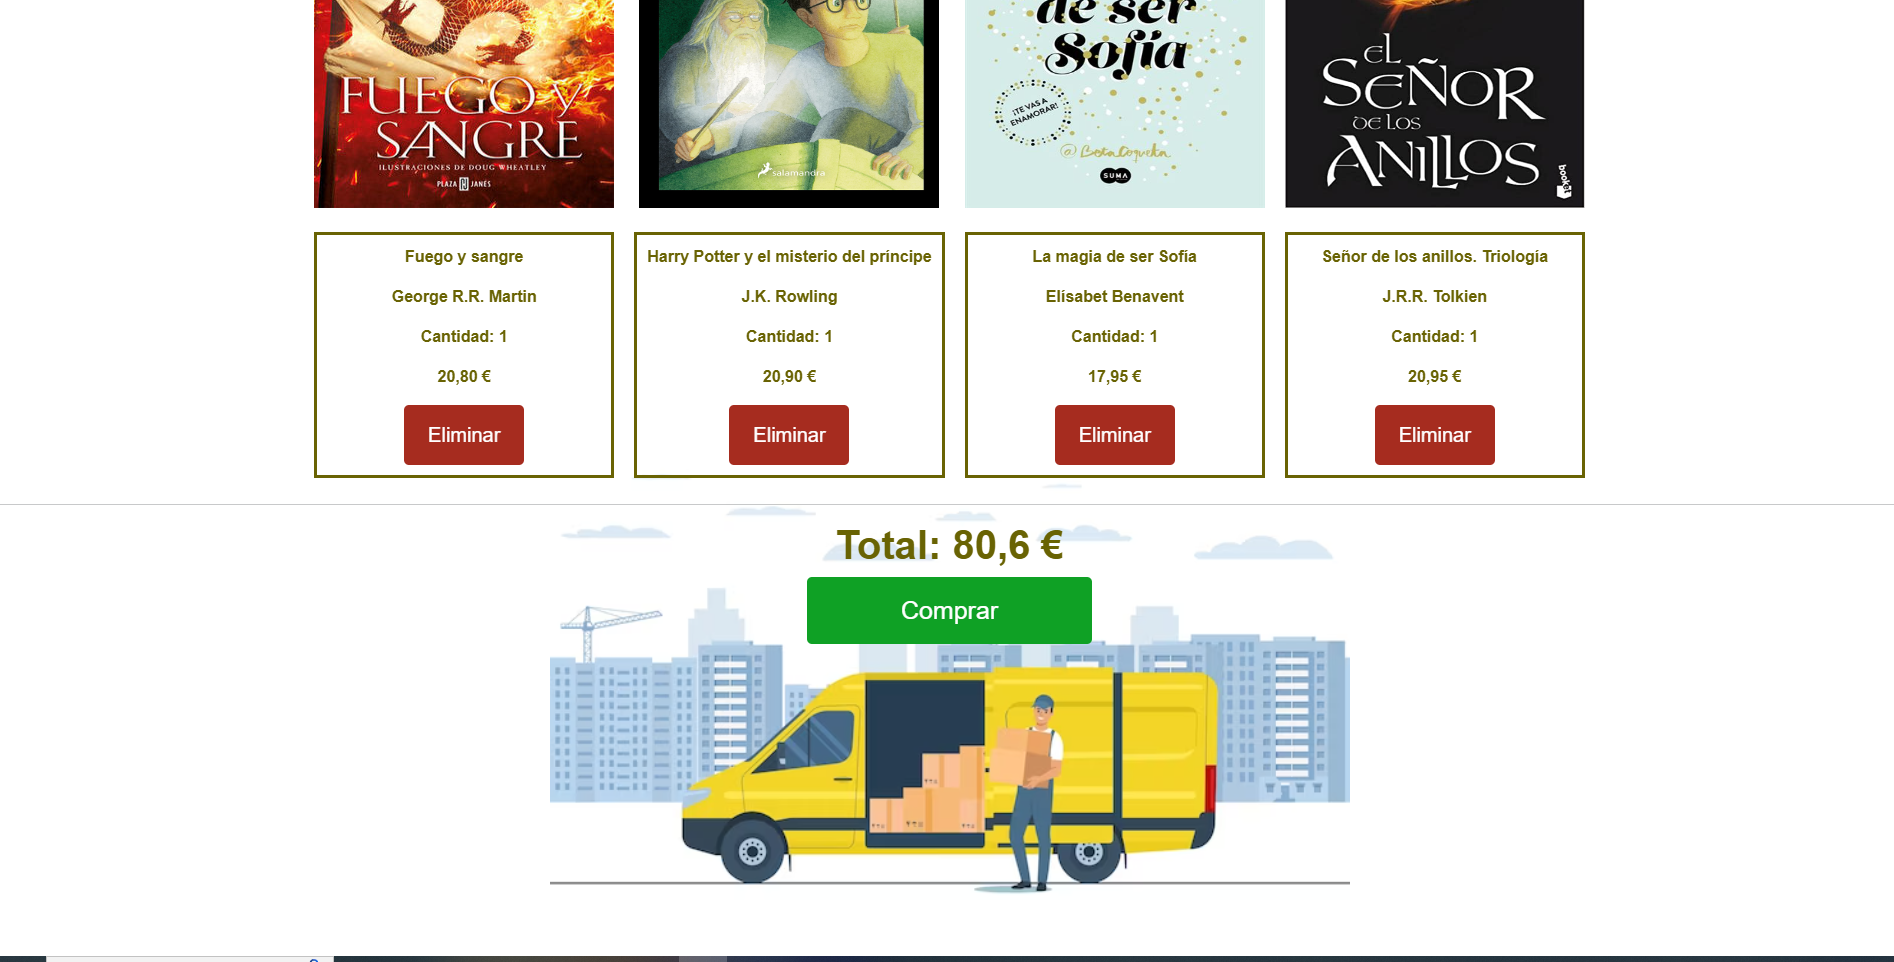 FUEGO Y
SANGRE
ILUSTRACIONES DE DOUG WHEATLEY
PLAZA JANÉS
salamandra
de ser
Sofía
¡TE VAS A
ENAMORAR!
@BetaCoqueta
SUMA
EL
SEÑOR
DE LOS
ANILLOS
booket
Fuego y sangre
George R.R. Martin
Cantidad: 1
20,80 €
Eliminar
Harry Potter y el misterio del príncipe
J.K. Rowling
Cantidad: 1
20,90 €
Eliminar
La magia de ser Sofía
Elísabet Benavent
Cantidad: 1
17,95 €
Eliminar
Señor de los anillos. Triología
J.R.R. Tolkien
Cantidad: 1
20,95 €
Eliminar
Total: 80,6 €
Comprar